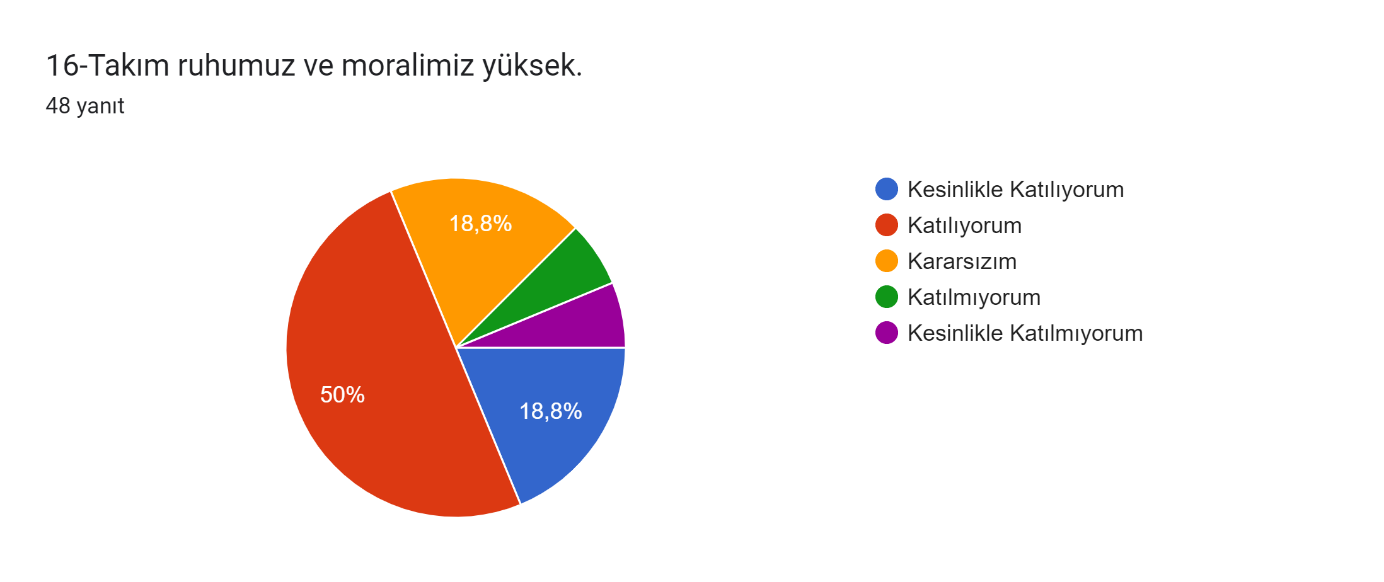 16-Takım ruhumuz ve moralimiz yüksek.
48 yanıt
18,8%
50%
18,8%
Kesinlikle Katılıyorum
Katılıyorum
Kararsızım
Katılmıyorum
Kesinlikle Katılmıyorum